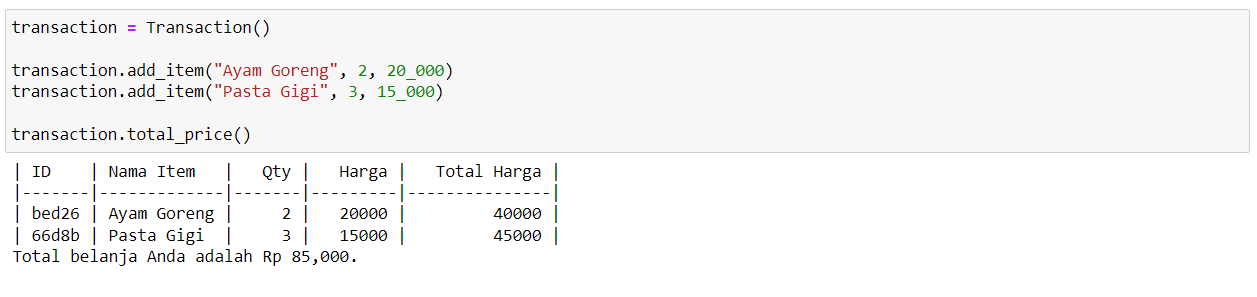 transaction = Transaction()
transaction.add_item("Ayam Goreng", 2, 20_000)
transaction.add_item("Pasta Gigi", 3, 15_000)
transaction.total_price()
| ID    | Nama Item   |   Qty |   Harga |   Total Harga |
|-------|-------------|-------|---------|---------------|
| bed26 | Ayam Goreng |     2 |   20000 |         40000 |
| 66d8b | Pasta Gigi  |     3 |   15000 |         45000 |
Total belanja Anda adalah Rp 85,000.